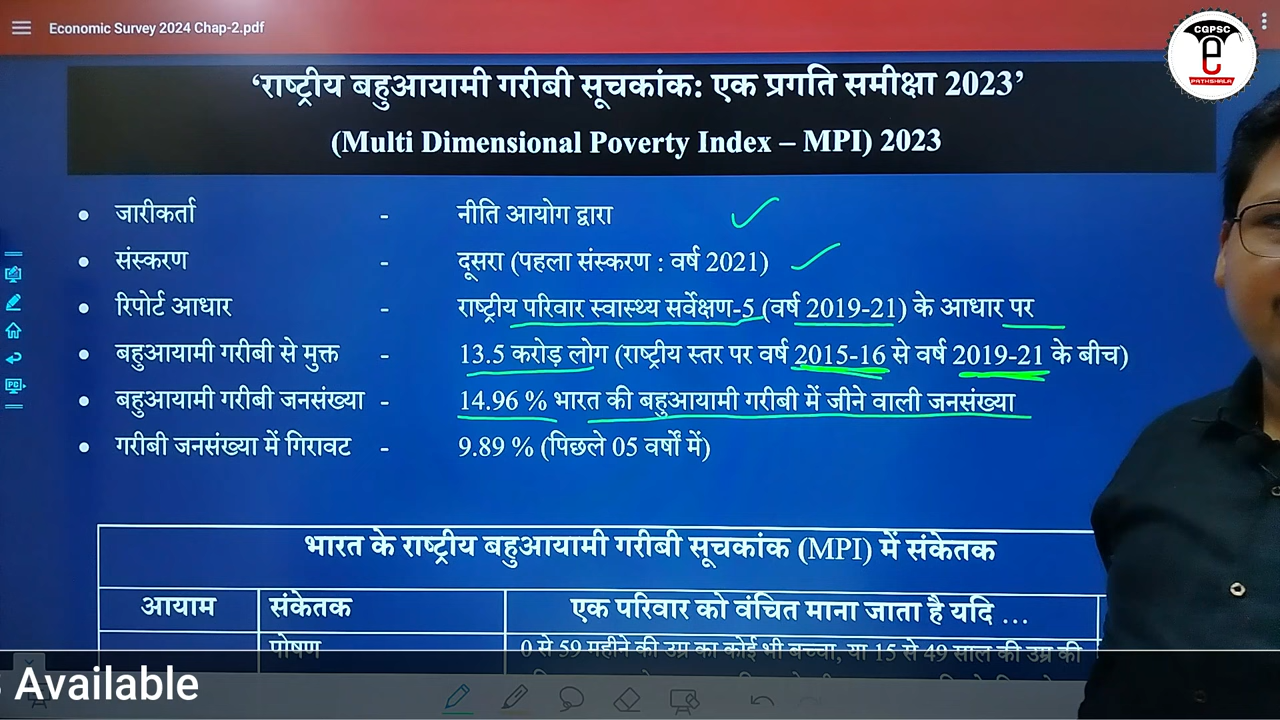 Economic Survey 2024 Chap-2.pdf
CGPSC
e
PATHSHALA
‘राष्ट्रीय बहुआयामी गरीबी सूचकांक: एक प्रगति समीक्षा 2023’
(Multi Dimensional Poverty Index – MPI) 2023
• जारीकर्ता - नीति आयोग द्वारा
• संस्करण - दूसरा (पहला संस्करण : वर्ष 2021)
• रिपोर्ट आधार - राष्ट्रीय परिवार स्वास्थ्य सर्वेक्षण-5 (वर्ष 2019-21) के आधार पर
• बहुआयामी गरीबी से मुक्त - 13.5 करोड़ लोग (राष्ट्रीय स्तर पर वर्ष 2015-16 से वर्ष 2019-21 के बीच)
• बहुआयामी गरीबी जनसंख्या - 14.96 % भारत की बहुआयामी गरीबी में जीने वाली जनसंख्या
• गरीबी जनसंख्या में गिरावट - 9.89 % (पिछले 05 वर्षों में)
भारत के राष्ट्रीय बहुआयामी गरीबी सूचकांक (MPI) में संकेतक
आयाम संकेतक एक परिवार को वंचित माना जाता है यदि ...
पोषण 0 से 59 महीने की उम्र का कोई भी बच्चा, या 15 से 49 साल की उम्र की
Available